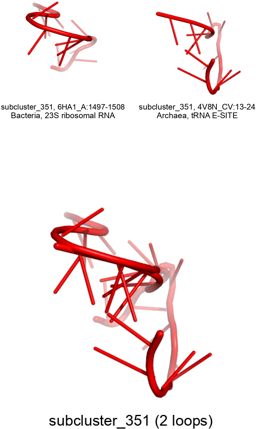 subcluster_351, 6HA1_A:1497-1508
Bacteria, 23S ribosomal RNA
subcluster_351, 4V8N_CV:13-24
Archaea, tRNA E-SITE
subcluster_351 (2 loops)